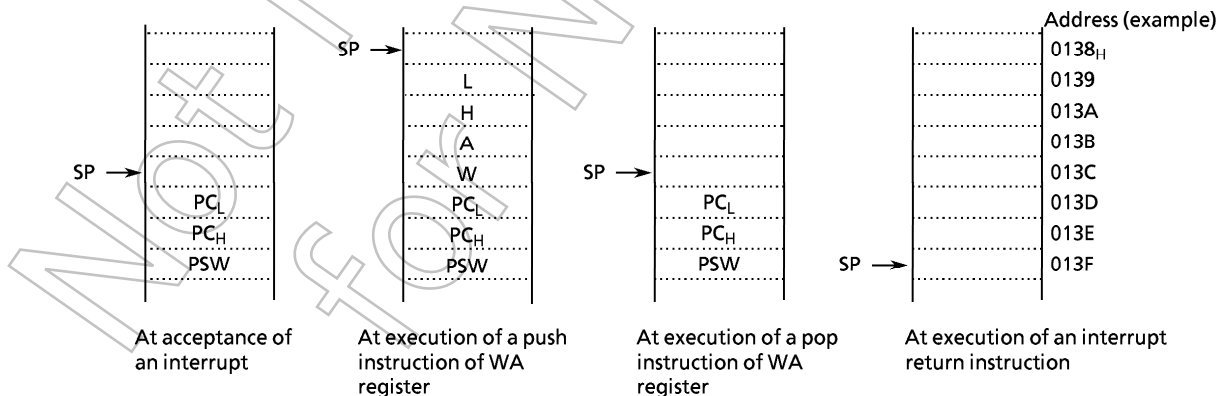 Address (example)
SP
0138H
L
0139
H
013A
A
013B
SP
W
SP
013C
PCL
PCL
PCL
013D
PCH
PCH
PCH
013E
PSW
PSW
PSW
SP
013F
At acceptance of
an interrupt
At execution of a push
instruction of WA
register
At execution of a pop
instruction of WA
register
At execution of an interrupt
return instruction
Not
for